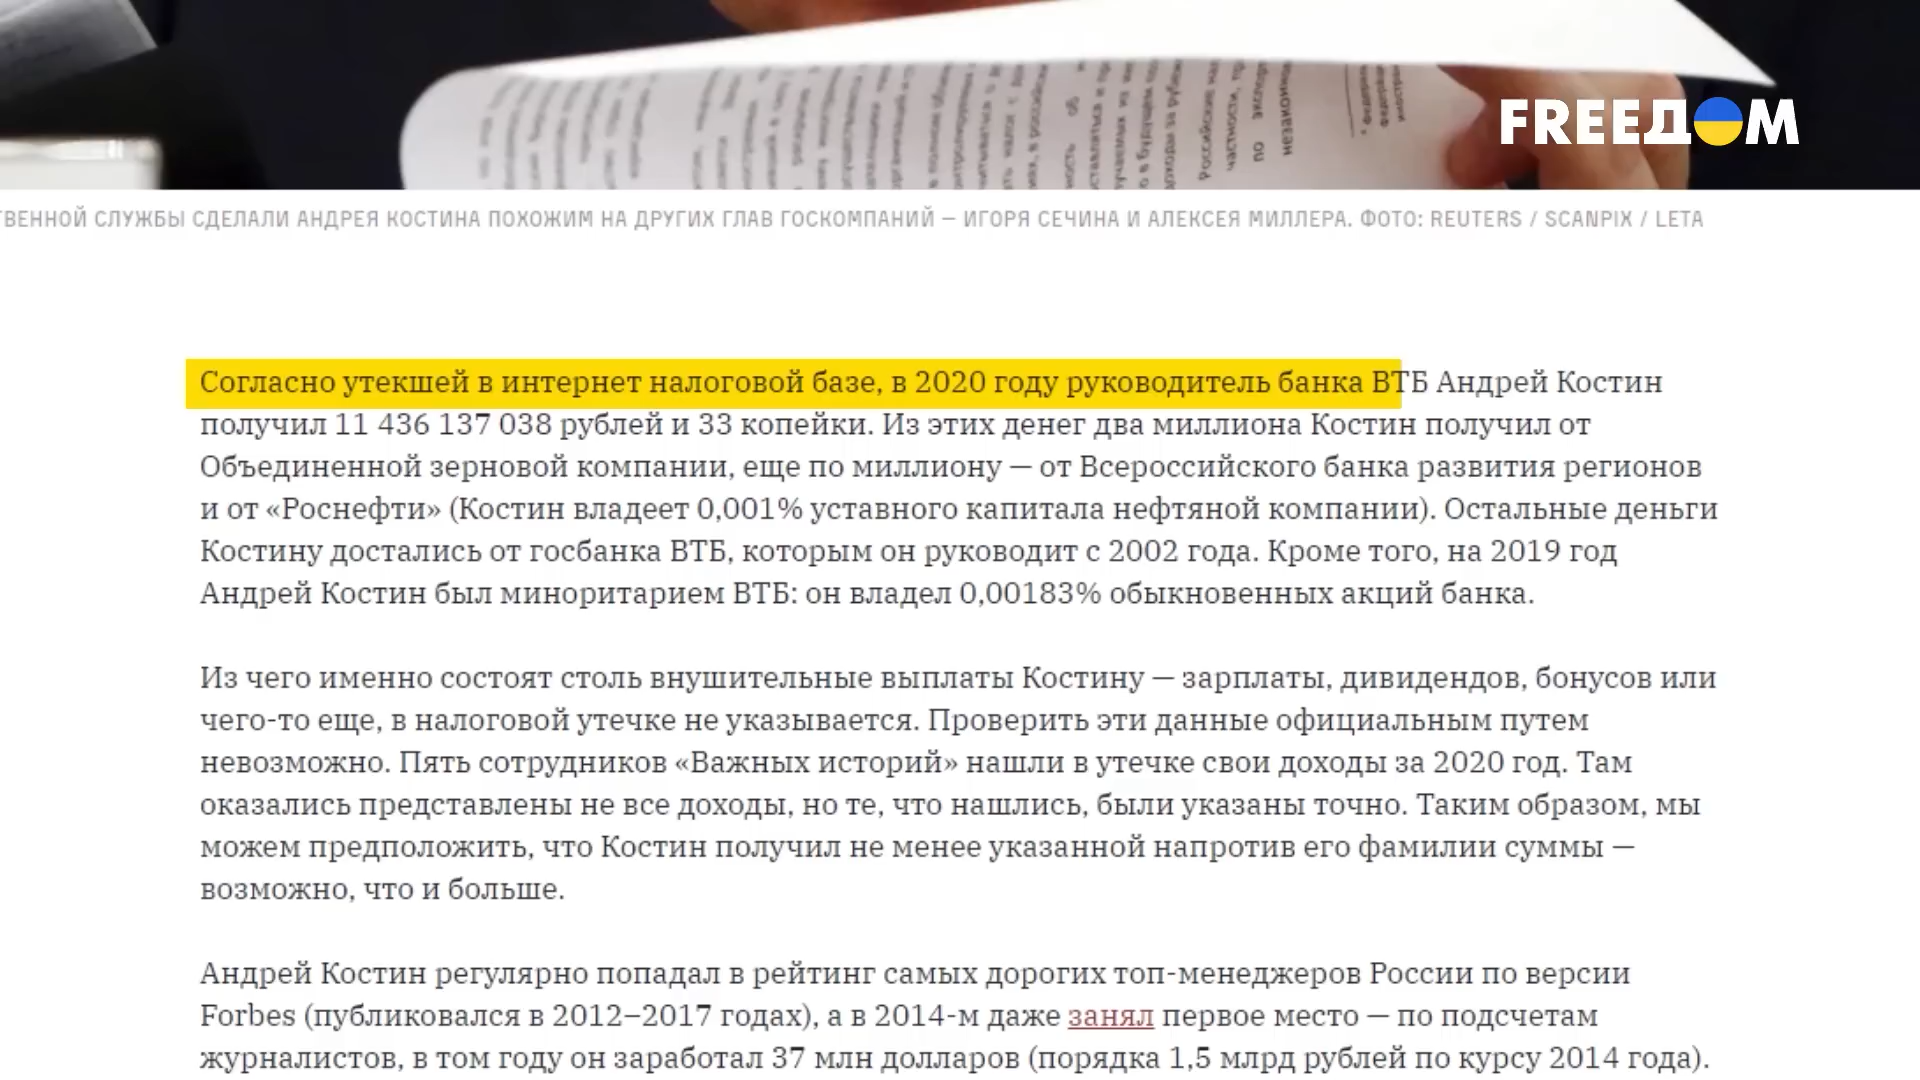 FREEДOM
ТВЕННОЙ СЛУЖБЫ СДЕЛАЛИ АНДРЕЯ КОСТИНА ПОХОЖИМ НА ДРУГИХ ГЛАВ ГОСКОМПАНИЙ — ИГОРЯ СЕЧИНА И АЛЕКСЕЯ МИЛЛЕРА. ФОТО: REUTERS / SCANPIX / LETA
Согласно утекшей в интернет налоговой базе, в 2020 году руководитель банка ВТБ Андрей Костин
получил 11 436 137 038 рублей и 33 копейки. Из этих денег два миллиона Костин получил от
Объединенной зерновой компании, еще по миллиону — от Всероссийского банка развития регионов
и от «Роснефти» (Костин владеет 0,001% уставного капитала нефтяной компании). Остальные деньги
Костину достались от госбанка ВТБ, которым он руководит с 2002 года. Кроме того, на 2019 год
Андрей Костин был миноритарием ВТБ: он владел 0,00183% обыкновенных акций банка.
Из чего именно состоят столь внушительные выплаты Костину — зарплаты, дивидендов, бонусов или
чего-то еще, в налоговой утечке не указывается. Проверить эти данные официальным путем
невозможно. Пять сотрудников «Важных историй» нашли в утечке свои доходы за 2020 год. Там
оказались представлены не все доходы, но те, что нашлись, были указаны точно. Таким образом, мы
можем предположить, что Костин получил не менее указанной напротив его фамилии суммы —
возможно, что и больше.
Андрей Костин регулярно попадал в рейтинг самых дорогих топ-менеджеров России по версии
Forbes (публиковался в 2012–2017 годах), а в 2014-м даже занял первое место — по подсчетам
журналистов, в том году он заработал 37 млн долларов (порядка 1,5 млрд рублей по курсу 2014 года).